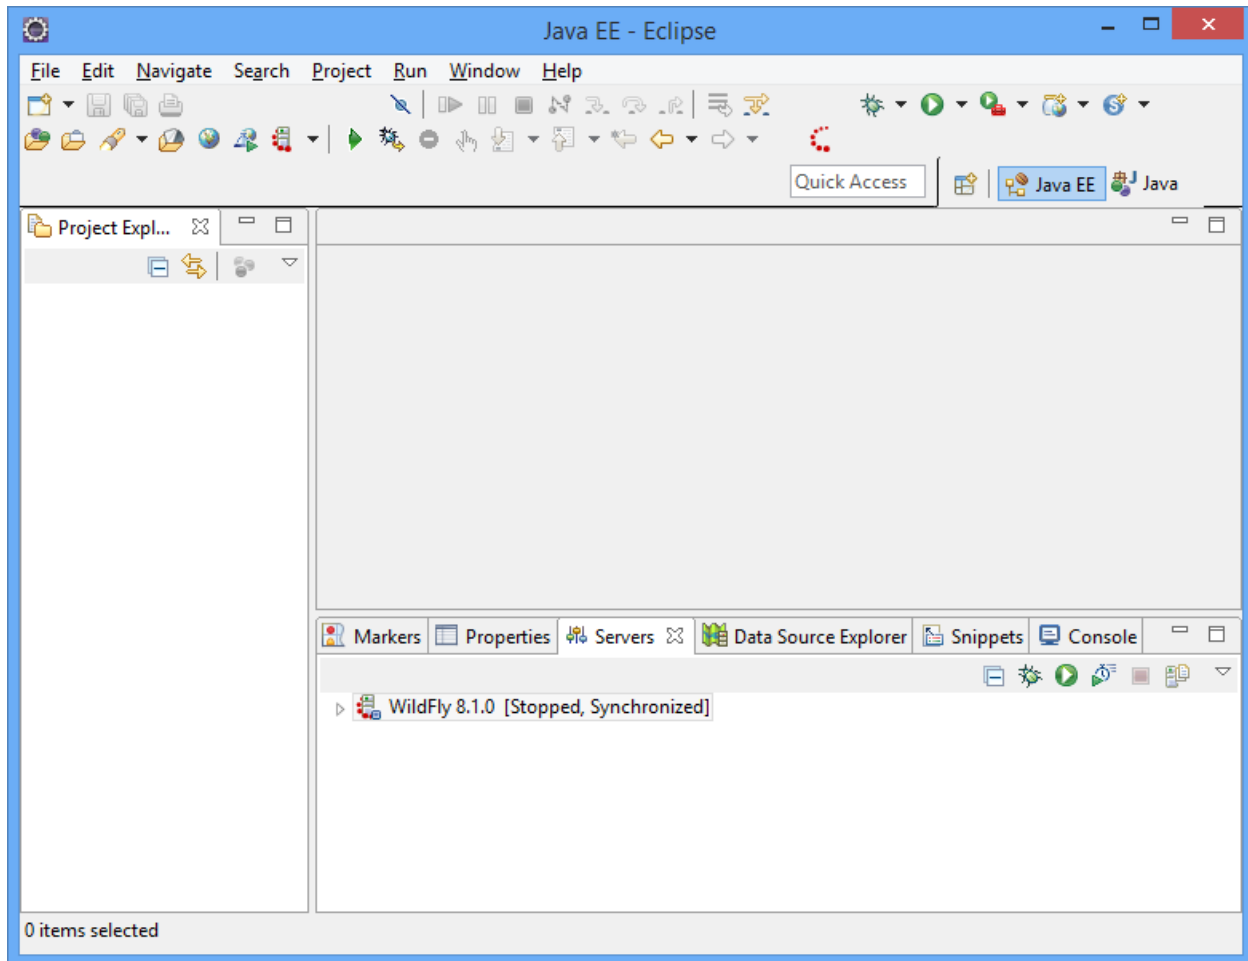 Java EE - Eclipse
File Edit Navigate Search Project Run Window Help
Quick Access Java EE Java
Project Expl...
Markers Properties Servers Data Source Explorer Snippets Console
WildFly 8.1.0 [Stopped, Synchronized]
0 items selected